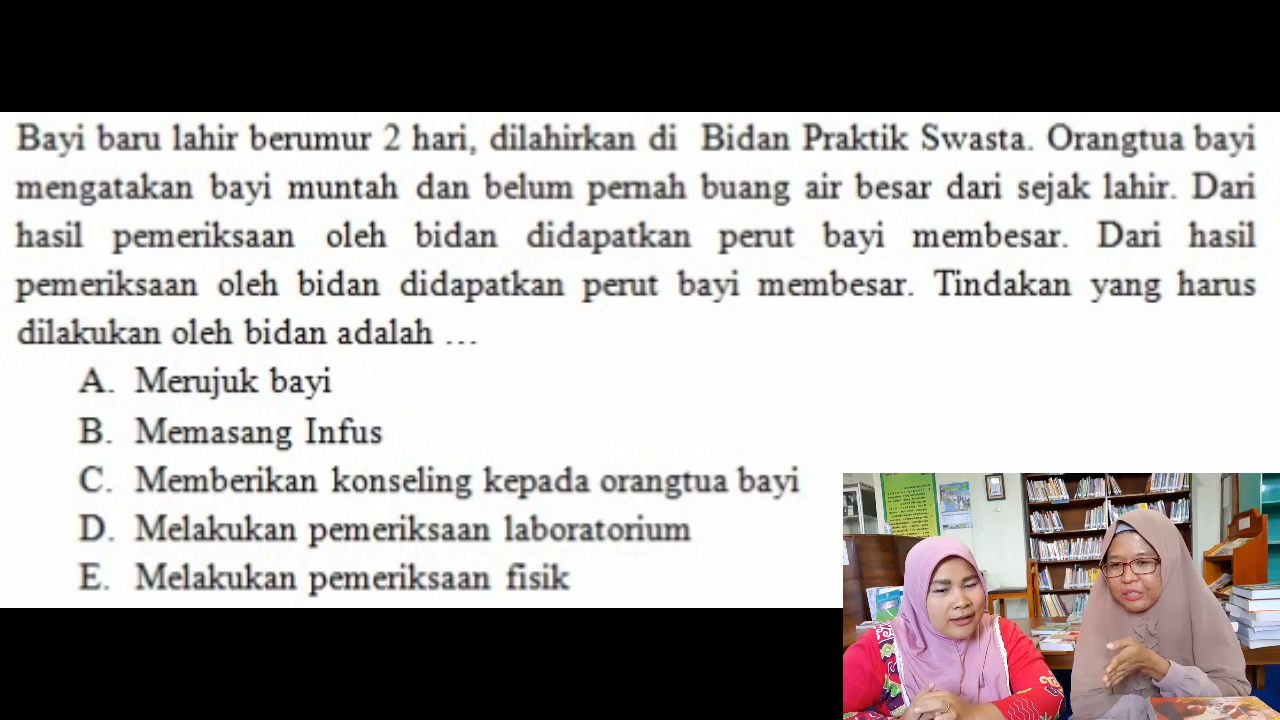 Bayi baru lahir berumur 2 hari, dilahirkan di Bidan Praktik Swasta. Orangtua bayi
mengatakan bayi muntah dan belum pernah buang air besar dari sejak lahir. Dari
hasil pemeriksaan oleh bidan didapatkan perut bayi membesar. Dari hasil
pemeriksaan oleh bidan didapatkan perut bayi membesar. Tindakan yang harus
dilakukan oleh bidan adalah ...
A. Merujuk bayi
B. Memasang Infus
C. Memberikan konseling kepada orangtua bayi
D. Melakukan pemeriksaan laboratorium
E. Melakukan pemeriksaan fisik